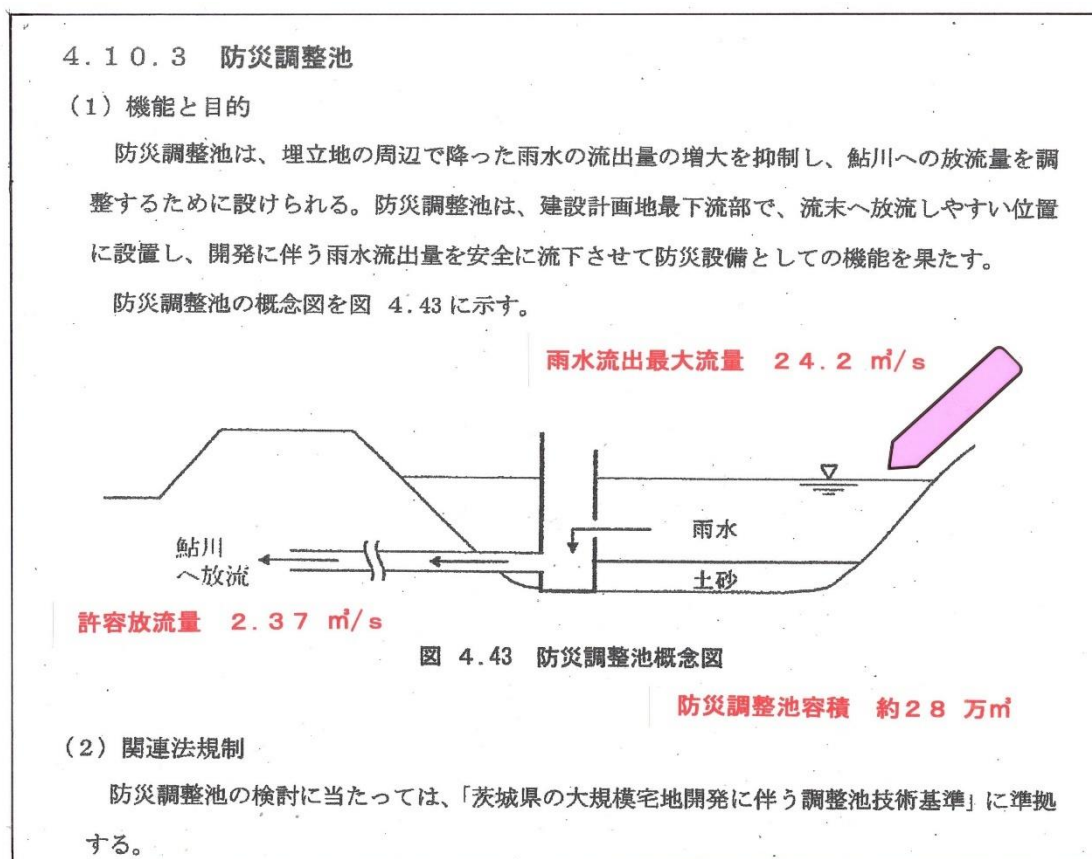 4.10.3 防災調整池
(1)機能と目的
防災調整池は、埋立地の周辺で降った雨水の流出量の増大を抑制し、鮎川への放流量を調
整するために設けられる。防災調整池は、建設計画地最下流部で、流末へ放流しやすい位置
に設置し、開発に伴う雨水流出量を安全に流下させて防災設備としての機能を果たす。
防災調整池の概念図を図 4.43 に示す。
雨水流出最大流量 24.2 ㎥/s
雨水
鮎川
へ放流
土砂
許容放流量 2.37 ㎥/s
図 4.43 防災調整池概念図
防災調整池容積 約28 万㎥
(2)関連法規制
防災調整池の検討に当たっては、「茨城県の大規模宅地開発に伴う調整池技術基準」に準拠
する。